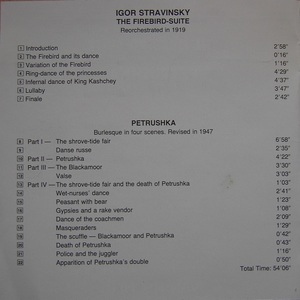 IGOR STRAVINSKY
THE FIREBIRD-SUITE
Reorchestrated in 1919
1 Introduction 2'58"
2 The Firebird and its dance 0'16"
3 Variation of the Firebird 1'16"
4 Ring-dance of the princesses 4'29"
5 Infernal dance of King Kashchey 4'37"
6 Lullaby 3'47"
7 Finale 2'42"
PETRUSHKA
Burlesque in four scenes. Revised in 1947
8 Part I — The shrove-tide fair 6'58"
9 Danse russe 2'35"
10 Part II — Petrushka 4'22"
11 Part III — The Blackamoor 3'30"
12 Valse 3'03"
13 Part IV — The shrove-tide fair and the death of Petrushka 1'03"
14 Wet-nurses' dance 2'41"
15 Peasant with bear 1'23"
16 Gypsies and a rake vendor 1'08"
17 Dance of the coachmen 2'09"
18 Masqueraders 1'29"
19 The souffle — Blackamoor and Petrushka 0'42"
20 Death of Petrushka 0'43"
21 Police and the juggler 1'16"
22 Apparition of Petrushka's double 0'50"
Total Time: 54'06"